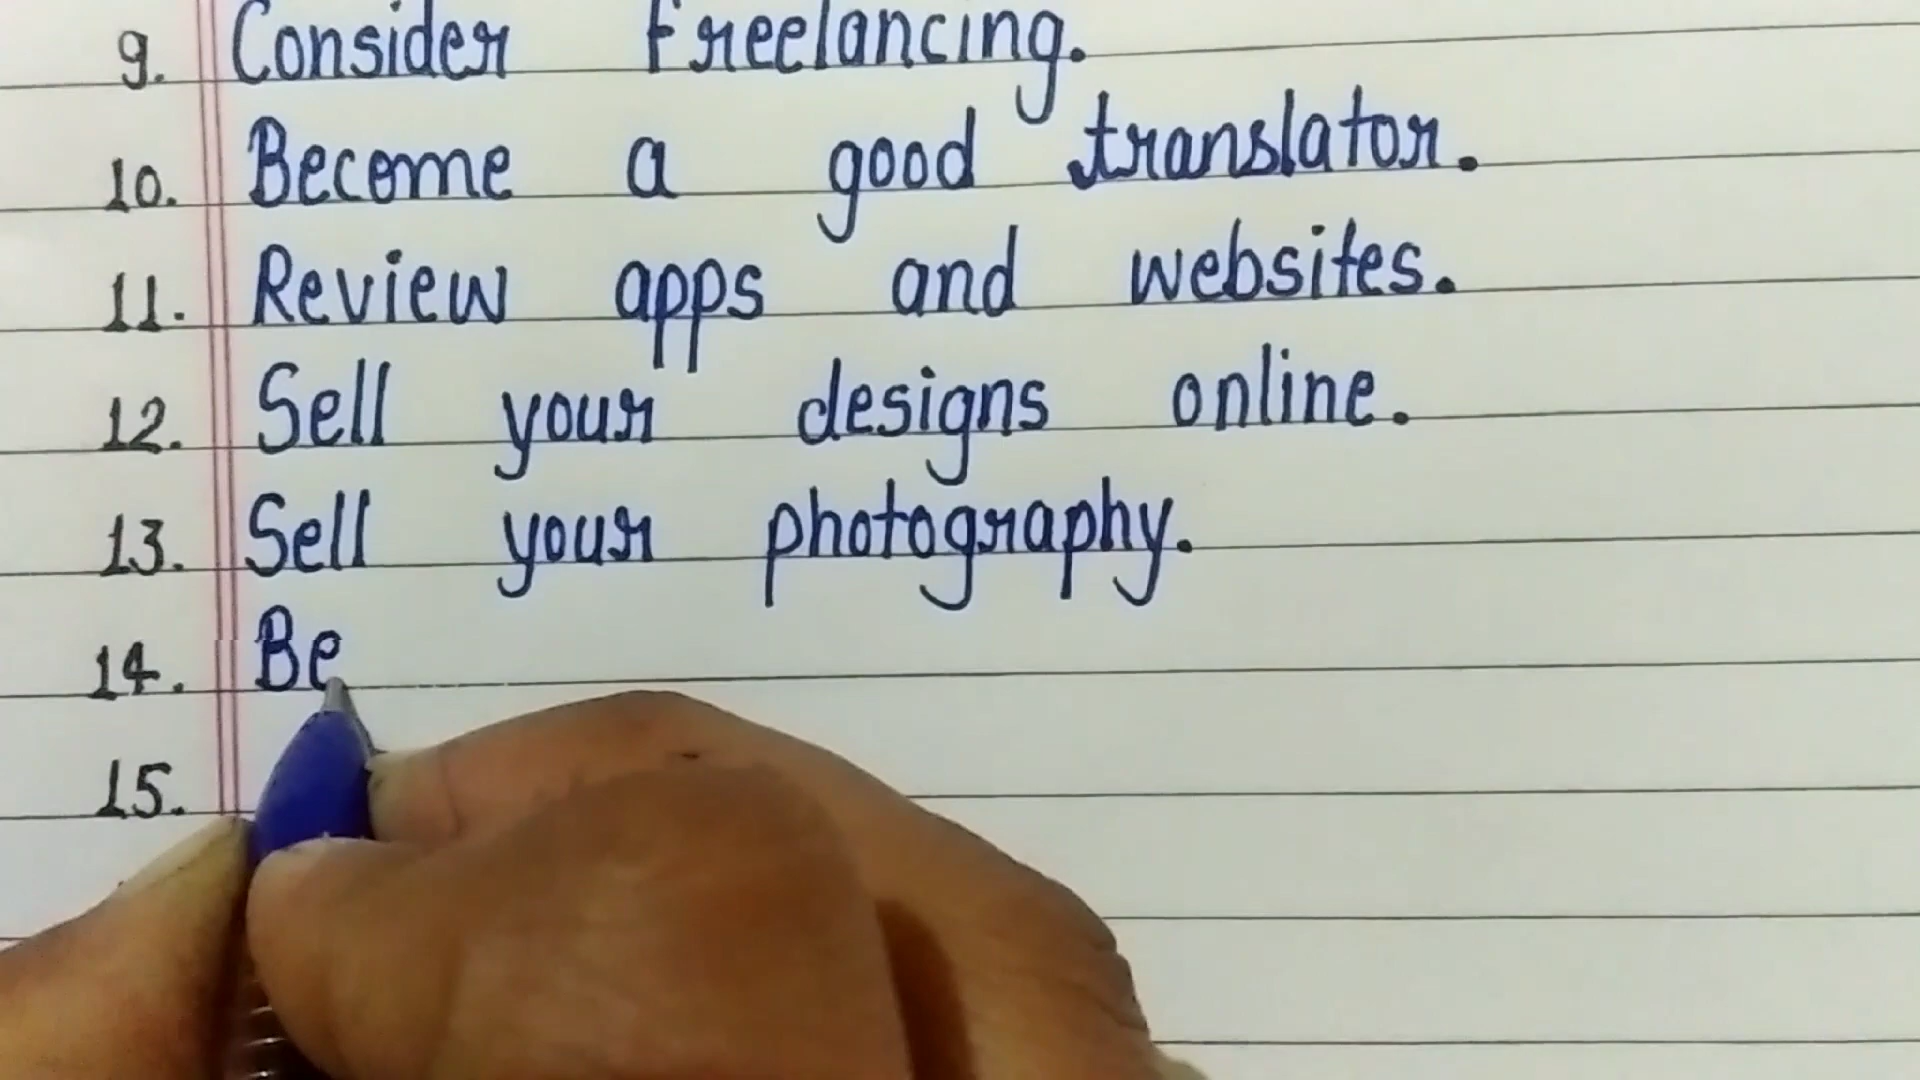 9. Consider Freelancing.
10. Become a good translator.
11. Review apps and websites.
12. Sell your designs online.
13. Sell your photography.
14. Be
15.